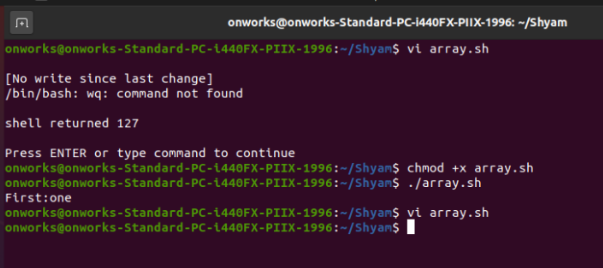 onworks@onworks-Standard-PC-i440FX-PIIX-1996: ~/Shyam
onworks@onworks-Standard-PC-i440FX-PIIX-1996:~/Shyam$ vi array.sh
[No write since last change]
/bin/bash: wq: command not found
shell returned 127
Press ENTER or type command to continue
onworks@onworks-Standard-PC-i440FX-PIIX-1996:~/Shyam$ chmod +x array.sh
onworks@onworks-Standard-PC-i440FX-PIIX-1996:~/Shyam$ ./array.sh
First:one
onworks@onworks-Standard-PC-i440FX-PIIX-1996:~/Shyam$ vi array.sh
onworks@onworks-Standard-PC-i440FX-PIIX-1996:~/Shyam$